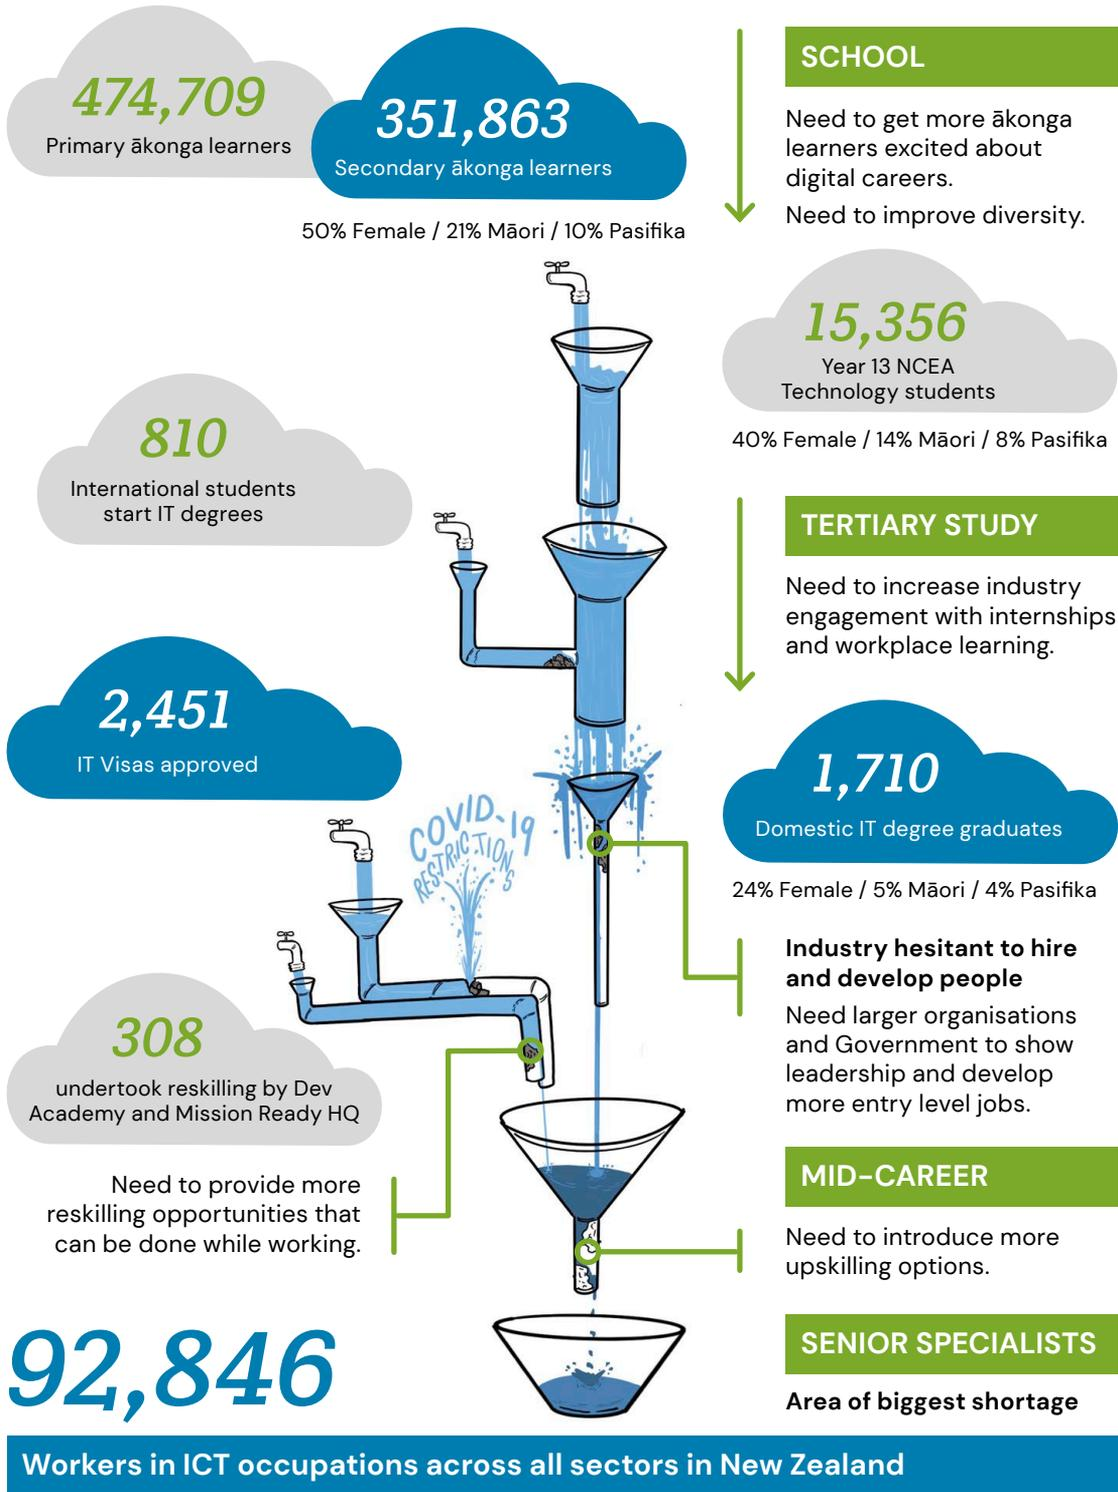 474,709
Primary ākonga learners
351,863
Secondary ākonga learners
50% Female / 21% Māori / 10% Pasifika
SCHOOL
Need to get more ākonga
learners excited about
digital careers.
Need to improve diversity.
15,356
Year 13 NCEA
Technology students
40% Female / 14% Māori / 8% Pasifika
810
International students
start IT degrees
TERTIARY STUDY
Need to increase industry
engagement with internships
and workplace learning.
2,451
IT Visas approved
1,710
Domestic IT degree graduates
24% Female / 5% Māori / 4% Pasifika
COVID-19
RESTRICTIONS
Industry hesitant to hire
and develop people
Need larger organisations
and Government to show
leadership and develop
more entry level jobs.
308
undertook reskilling by Dev
Academy and Mission Ready HQ
Need to provide more
reskilling opportunities that
can be done while working.
MID-CAREER
Need to introduce more
upskilling options.
SENIOR SPECIALISTS
Area of biggest shortage
92,846
Workers in ICT occupations across all sectors in New Zealand